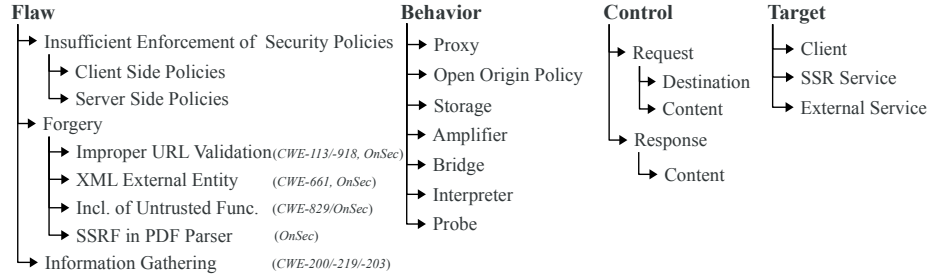 Flaw
Insufficient Enforcement of Security Policies
Client Side Policies
Server Side Policies
Forgery
Improper URL Validation (CWE-113/-918, OnSec)
XML External Entity (CWE-661, OnSec)
Incl. of Untrusted Func. (CWE-829/OnSec)
SSRF in PDF Parser (OnSec)
Information Gathering (CWE-200/-219/-203)
Behavior
Proxy
Open Origin Policy
Storage
Amplifier
Bridge
Interpreter
Probe
Control
Request
Destination
Content
Response
Content
Target
Client
SSR Service
External Service